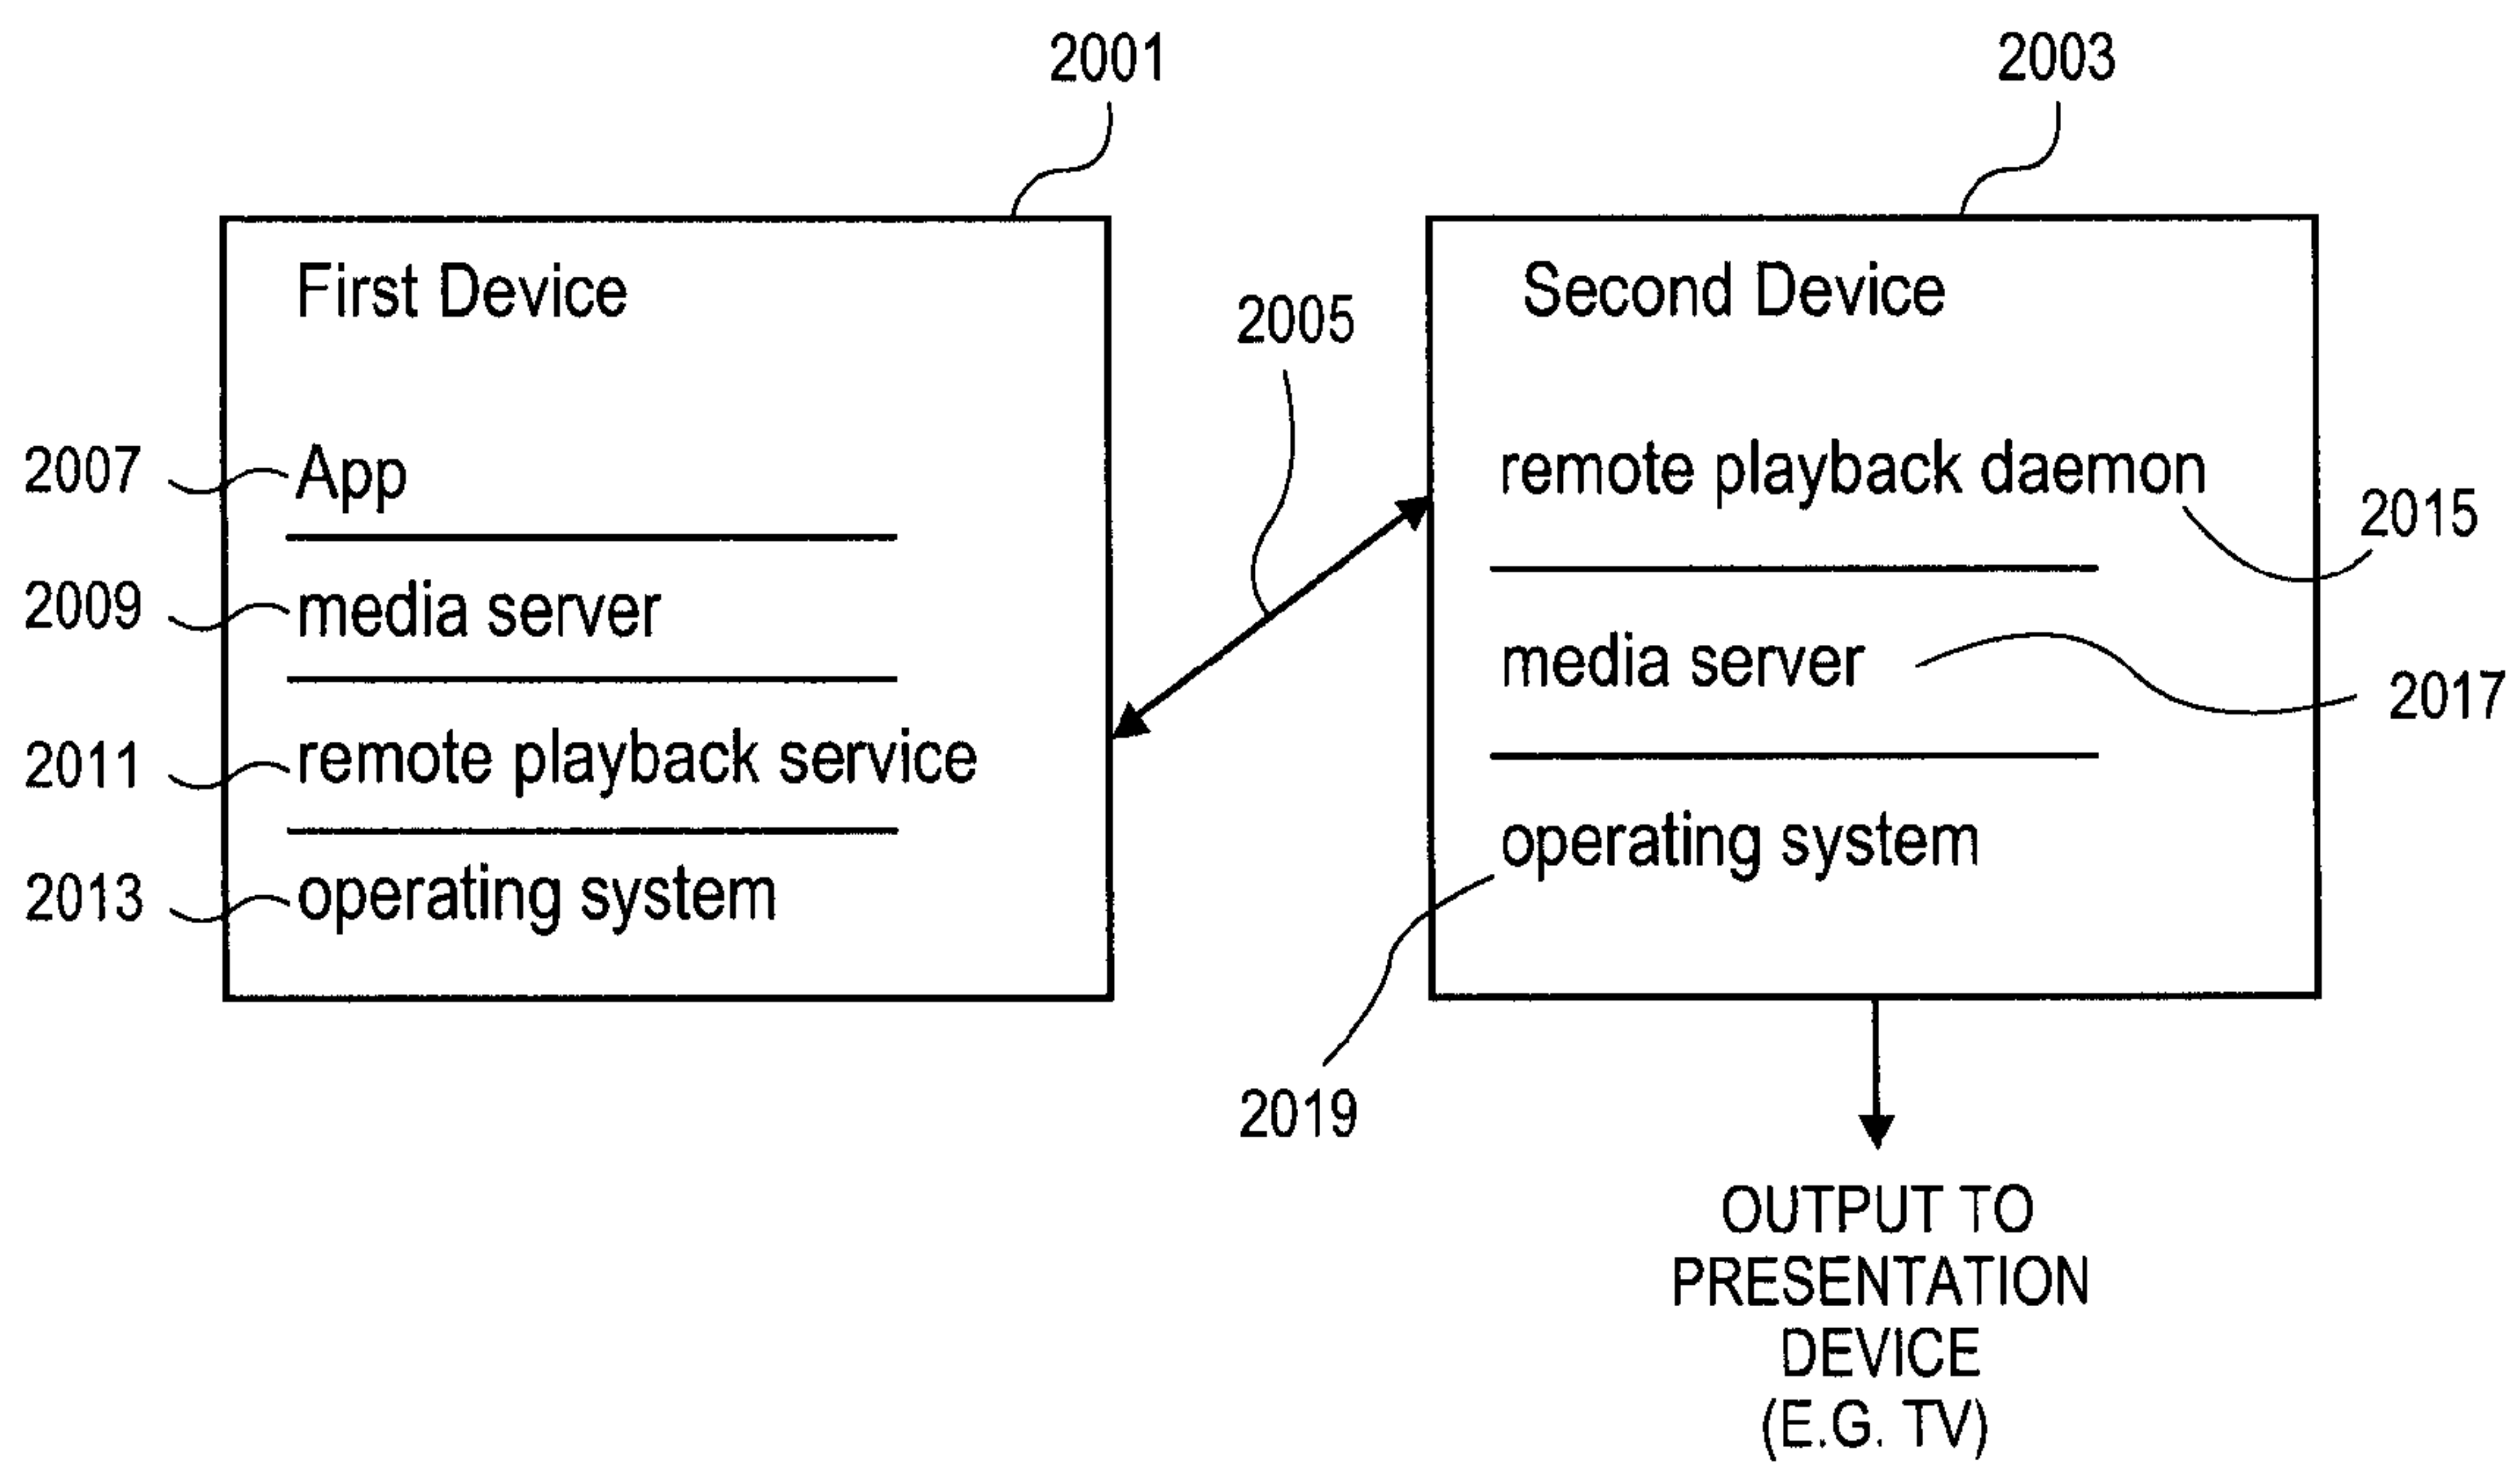 2001
2003
First Device
Second Device
2005
2007
App
remote playback daemon
2015
2009
media server
media server
2017
2011
remote playback service
operating system
2013
operating system
2019
OUTPUT TO
PRESENTATION
DEVICE
(E.G. TV)